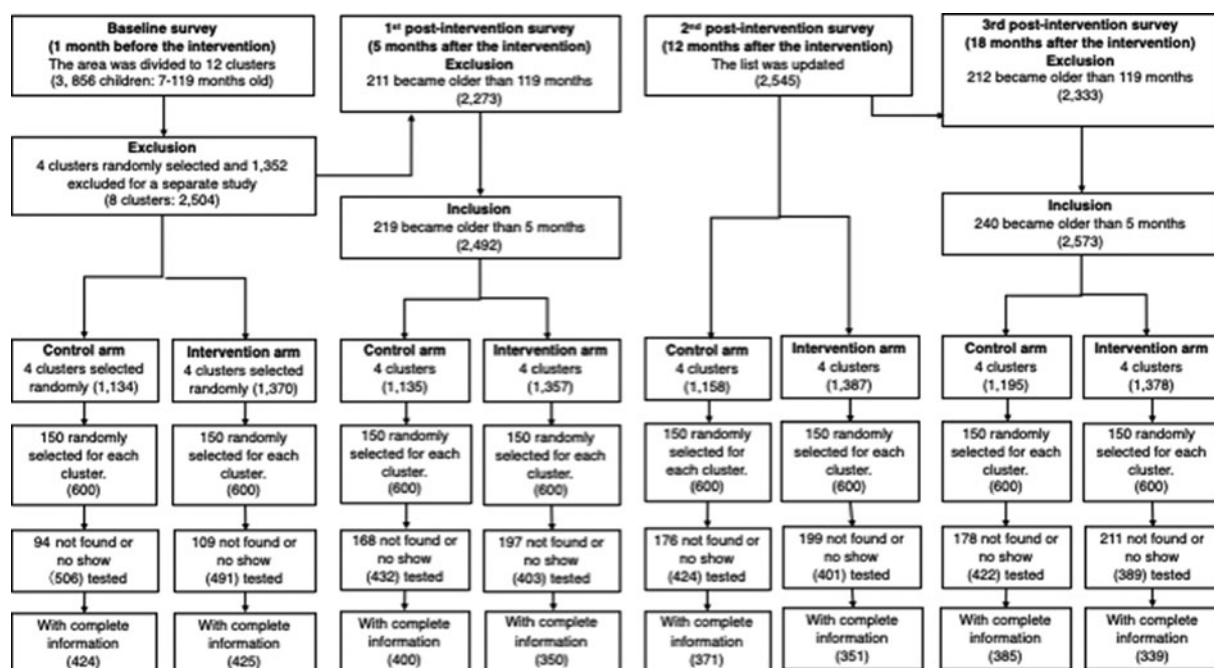 Baseline survey
(1 month before the intervention)
The area was divided to 12 clusters
(3, 856 children: 7-119 months old)
Exclusion
4 clusters randomly selected and 1,352
excluded for a separate study
(8 clusters: 2,504)
Control arm
4 clusters selected
randomly (1,134)
Intervention arm
4 clusters selected
randomly (1,370)
150 randomly
selected for each
cluster.
(600)
150 randomly
selected for each
cluster.
(600)
94 not found or
no show
(506) tested
109 not found or
no show
(491) tested
With complete
information
(424)
With complete
information
(425)
1st post-intervention survey
(5 months after the intervention)
Exclusion
211 became older than 119 months
(2,273)
Inclusion
219 became older than 5 months
(2,492)
Control arm
4 clusters
(1,135)
Intervention arm
4 clusters
(1,357)
150 randomly
selected for each
cluster.
(600)
150 randomly
selected for each
cluster.
(600)
168 not found or
no show
(432) tested
197 not found or
no show
(403) tested
With complete
information
(400)
With complete
information
(350)
2nd post-intervention survey
(12 months after the intervention)
The list was updated
(2,545)
Control arm
4 clusters
(1,158)
Intervention arm
4 clusters
(1,387)
150 randomly
selected for
each cluster.
(600)
150 randomly
selected for each
cluster.
(600)
176 not found or
no show
(424) tested
199 not found or
no show
(401) tested
With complete
information
(371)
With complete
information
(351)
3rd post-intervention survey
(18 months after the intervention)
Exclusion
212 became older than 119 months
(2,333)
Inclusion
240 became older than 5 months
(2,573)
Control arm
4 clusters
(1,195)
Intervention arm
4 clusters
(1,378)
150 randomly
selected for each
cluster.
(600)
150 randomly
selected for each
cluster.
(600)
178 not found or
no show
(422) tested
211 not found or
no show
(389) tested
With complete
information
(385)
With complete
information
(339)